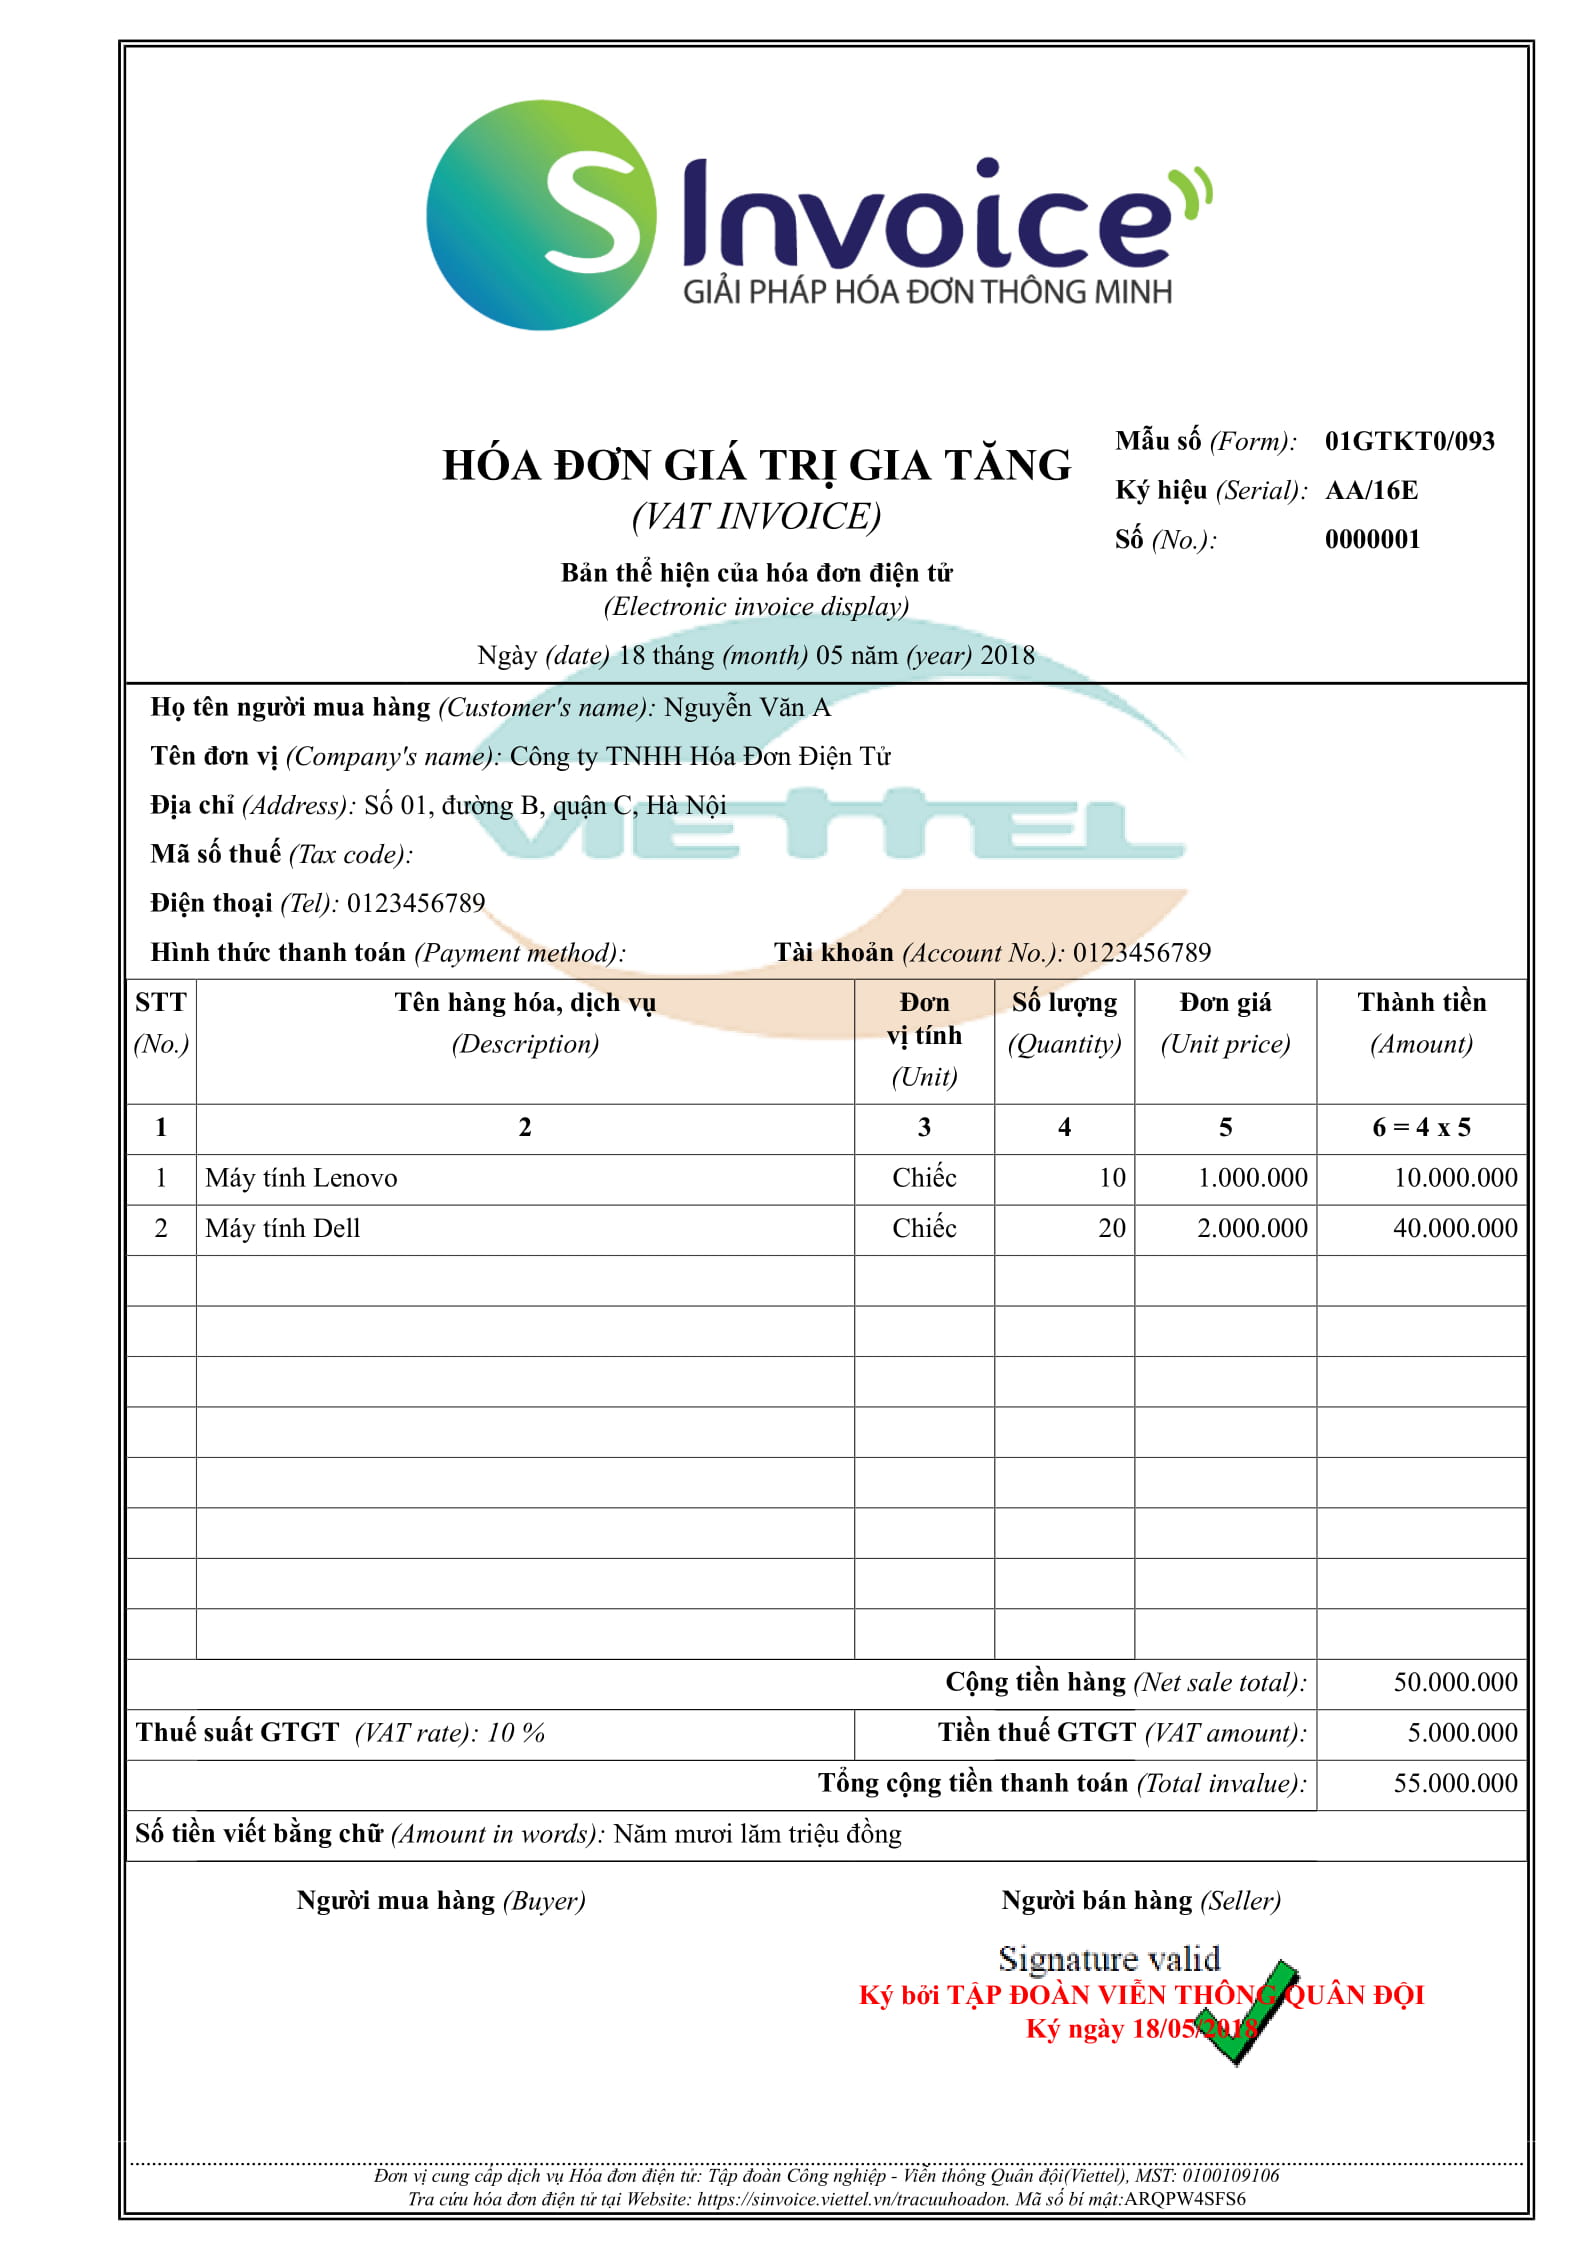 S Invoice
GIẢI PHÁP HÓA ĐƠN THÔNG MINH
HÓA ĐƠN GIÁ TRỊ GIA TĂNG
(VAT INVOICE)
Bản thể hiện của hóa đơn điện tử
(Electronic invoice display)
Ngày (date) 18 tháng (month) 05 năm (year) 2018
Mẫu số (Form): 01GTKT0/093
Ký hiệu (Serial): AA/16E
Số (No.): 0000001
Họ tên người mua hàng (Customer's name): Nguyễn Văn A
Tên đơn vị (Company's name): Công ty TNHH Hóa Đơn Điện Tử
Địa chỉ (Address): Số 01, đường B, quận C, Hà Nội
VIETTEL
Mã số thuế (Tax code):
Điện thoại (Tel): 0123456789
Hình thức thanh toán (Payment method): Tài khoản (Account No.): 0123456789
STT (No.) Tên hàng hóa, dịch vụ (Description) Đơn vị tính (Unit) Số lượng (Quantity) Đơn giá (Unit price) Thành tiền (Amount)
1 2 3 4 5 6 = 4 x 5
1 Máy tính Lenovo Chiếc 10 1.000.000 10.000.000
2 Máy tính Dell Chiếc 20 2.000.000 40.000.000
Cộng tiền hàng (Net sale total): 50.000.000
Thuế suất GTGT (VAT rate): 10 % Tiền thuế GTGT (VAT amount): 5.000.000
Tổng cộng tiền thanh toán (Total invalue): 55.000.000
Số tiền viết bằng chữ (Amount in words): Năm mươi lăm triệu đồng
Người mua hàng (Buyer) Người bán hàng (Seller)
Signature valid
Ký bởi TẬP ĐOÀN VIỄN THÔNG QUÂN ĐỘI
Ký ngày 18/05/2018
Đơn vị cung cấp dịch vụ Hóa đơn điện tử: Tập đoàn Công nghiệp - Viễn thông Quân đội(Viettel), MST: 0100109106
Tra cứu hóa đơn điện tử tại Website: https://sinvoice.viettel.vn/tracuuhoadon. Mã số bí mật:ARQPW4SFS6